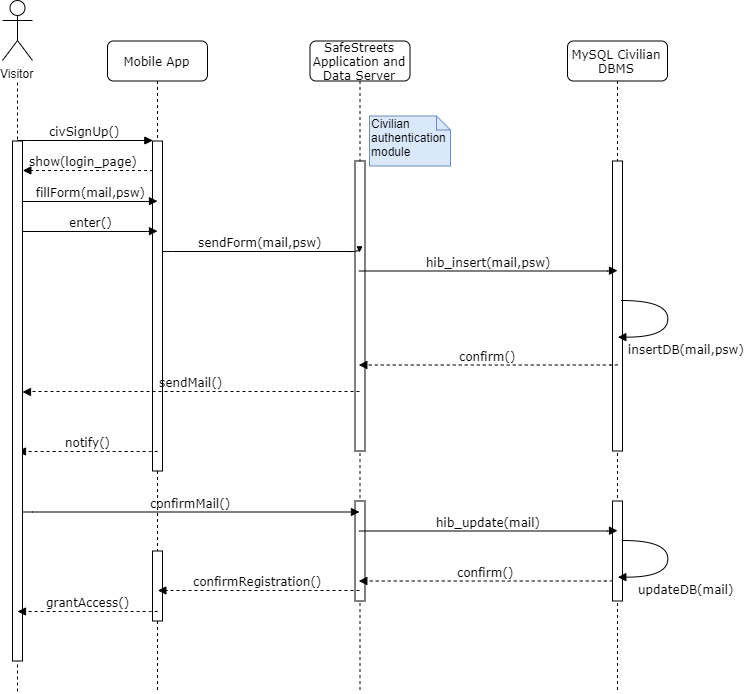 Visitor
Mobile App
SafeStreets
Application and
Data Server
MySQL Civilian
DBMS
Civilian
authentication
module
civSignUp()
show(login_page)
fillForm(mail,psw)
enter()
sendForm(mail,psw)
hib_insert(mail,psw)
insertDB(mail,psw)
confirm()
sendMail()
notify()
confirmMail()
hib_update(mail)
confirm()
updateDB(mail)
confirmRegistration()
grantAccess()